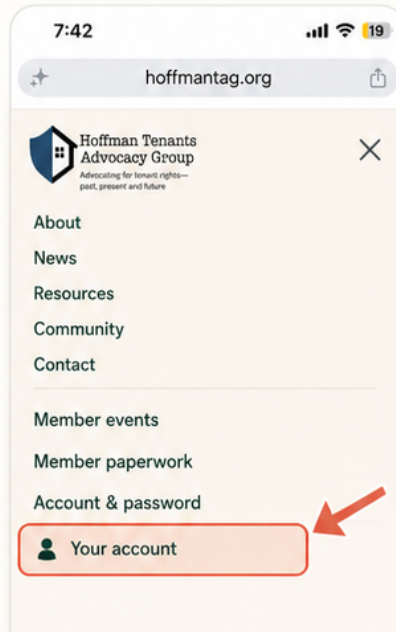 7:42
19
hoffmantag.org
Hoffman Tenants
Advocacy Group
Advocating for tenant rights—
past, present and future
About
News
Resources
Community
Contact
Member events
Member paperwork
Account & password
Your account